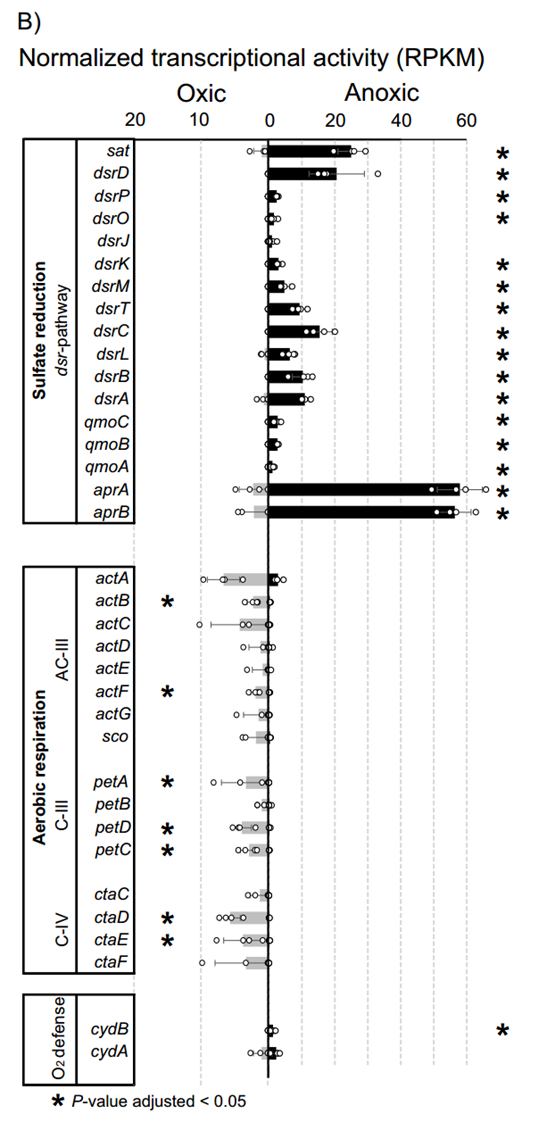 B)
Normalized transcriptional activity (RPKM)
Oxic Anoxic
20 10 0 20 40 60
Sulfate reduction
dsr-pathway
sat *
dsrD *
dsrP *
dsrO *
dsrJ
dsrK *
dsrM *
dsrT *
dsrC *
dsrL *
dsrB *
dsrA *
qmoC *
qmoB *
qmoA *
aprA *
aprB *
Aerobic respiration
AC-III
actA
actB *
actC
actD
actE
actF *
actG
sco
C-III
petA *
petB
petD *
petC *
C-IV
ctaC
ctaD *
ctaE *
ctaF
O₂ defense
cydB *
cydA
* P-value adjusted < 0.05